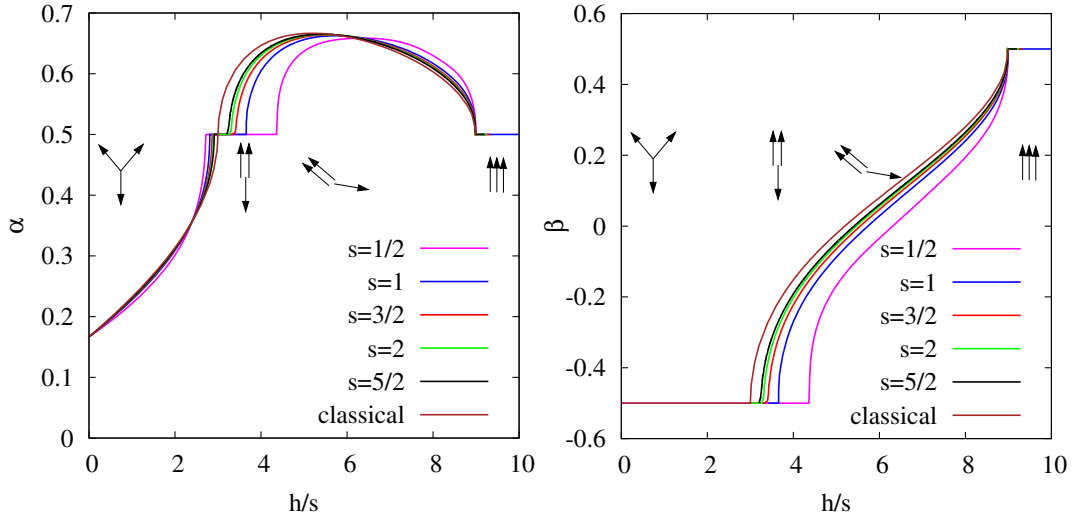 0.7
0.6
0.5
0.4
0.3
0.2
0.1
0
α
s=1/2
s=1
s=3/2
s=2
s=5/2
classical
0 2 4 6 8 10
h/s
0.6
0.4
0.2
0
-0.2
-0.4
-0.6
β
s=1/2
s=1
s=3/2
s=2
s=5/2
classical
0 2 4 6 8 10
h/s